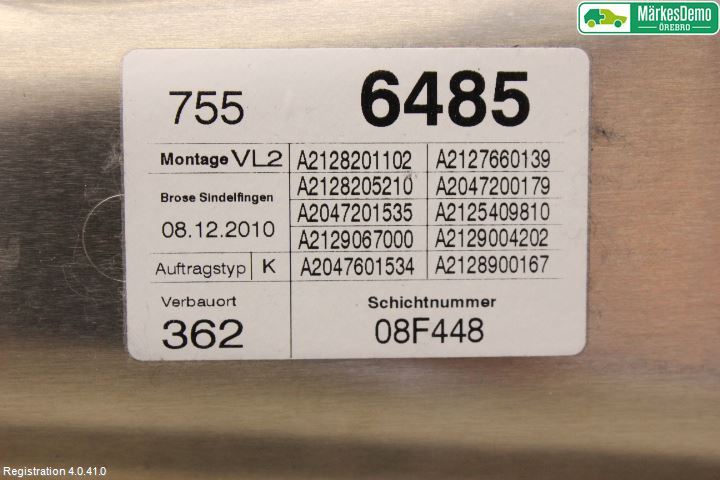 MärkesDemo
ÖREBRO
755 6485
Montage VL2 A2128201102 A2127660139
A2128205210 A2047200179
Brose Sindelfingen
A2047201535 A2125409810
08.12.2010
A2129067000 A2129004202
Auftragstyp K A2047601534 A2128900167
Verbauort Schichtnummer
362 08F448
Registration 4.0.41.0